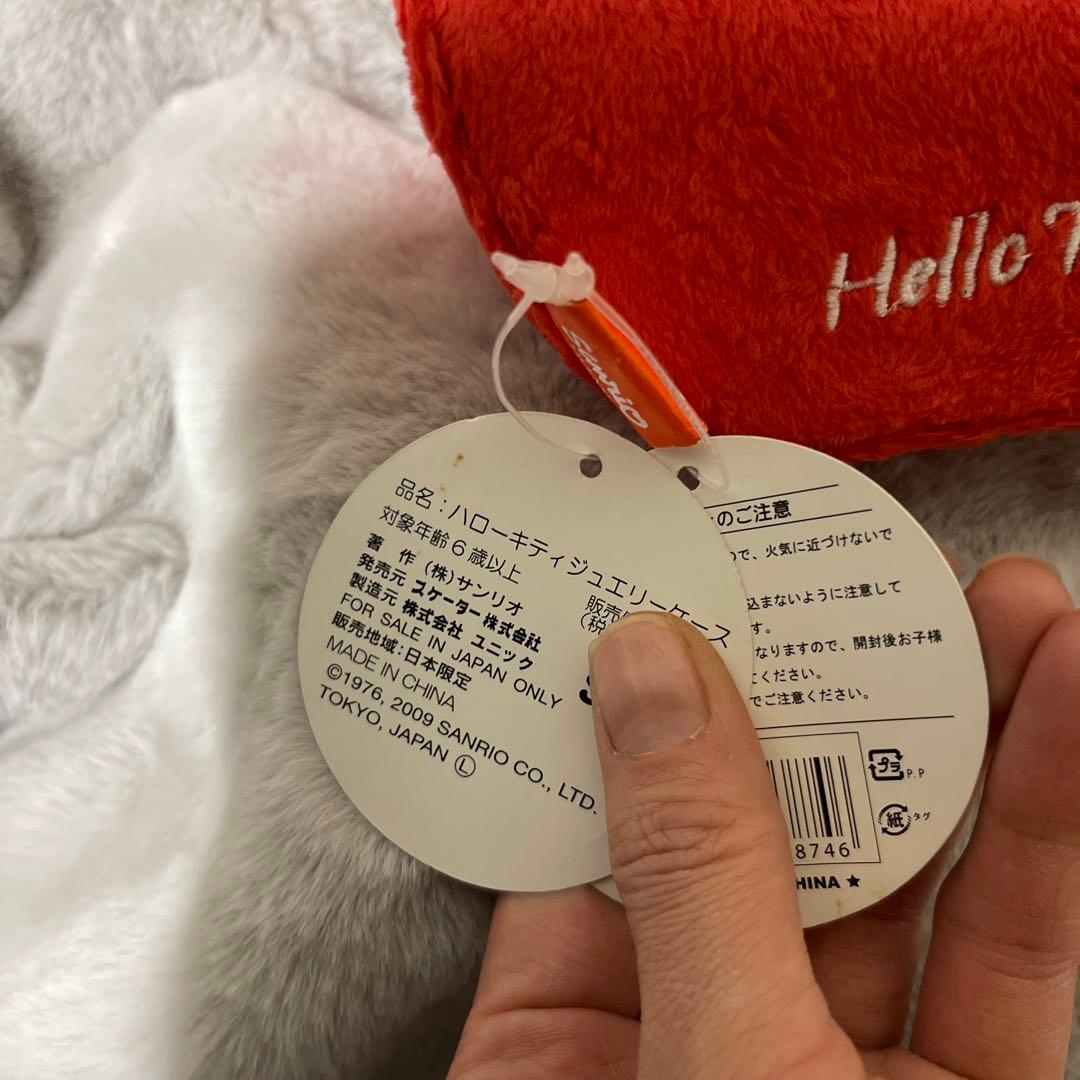 Hello
Sanrio
品名：ハローキティジュエリーケース
対象年齢6歳以上
販売
(税
著　作 (株)サンリオ
発売元 スケーター株式会社
製造元 株式会社 ユニック
FOR SALE IN JAPAN ONLY
販売地域：日本限定
MADE IN CHINA
©1976, 2009 SANRIO CO., LTD.
TOKYO, JAPAN Ⓛ
のご注意
ので、火気に近づけないで
込まないように注意して
す。
なりますので、開封後お子様
ください。
でご注意ください。
プラ P.P
紙 タグ
8746
HINA ★